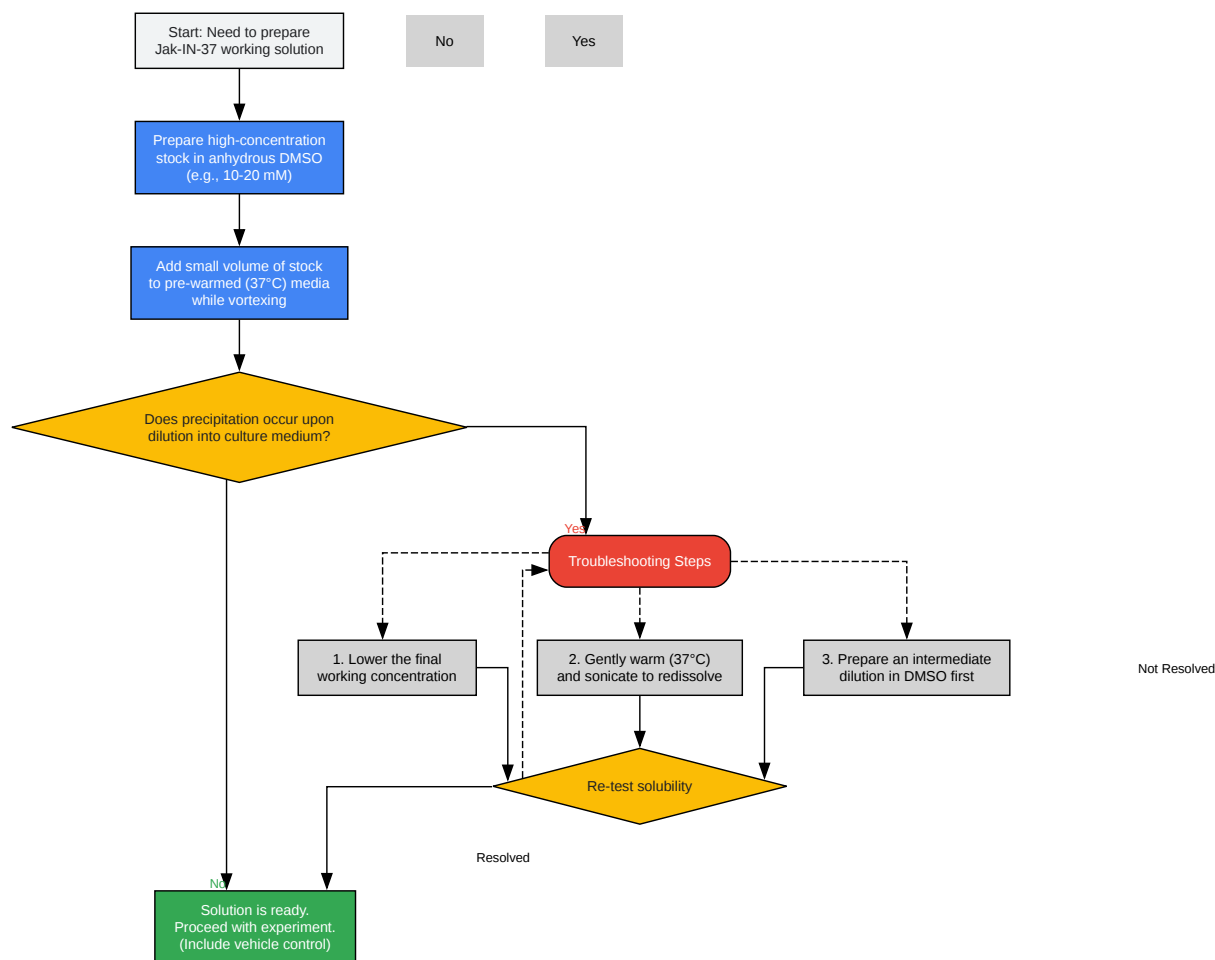 Start: Need to prepare
Jak-IN-37 working solution
No
Yes
Prepare high-concentration
stock in anhydrous DMSO
(e.g., 10-20 mM)
Add small volume of stock
to pre-warmed (37°C) media
while vortexing
Does precipitation occur upon
dilution into culture medium?
Yes
Troubleshooting Steps
1. Lower the final
working concentration
2. Gently warm (37°C)
and sonicate to redissolve
3. Prepare an intermediate
dilution in DMSO first
Not Resolved
Re-test solubility
Resolved
No
Solution is ready.
Proceed with experiment.
(Include vehicle control)